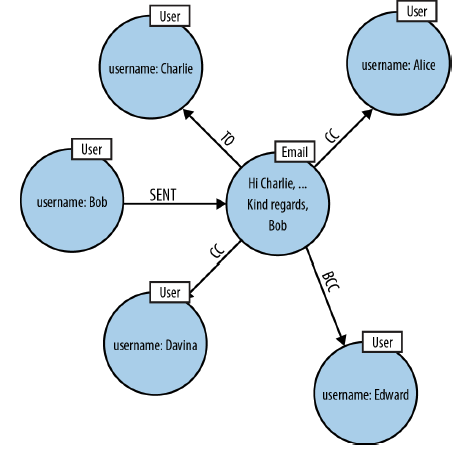 User
username: Charlie
User
username: Alice
TO
CC
Email
Hi Charlie, ...
Kind regards,
Bob
User
username: Bob
SENT
CC
BCC
User
username: Davina
User
username: Edward